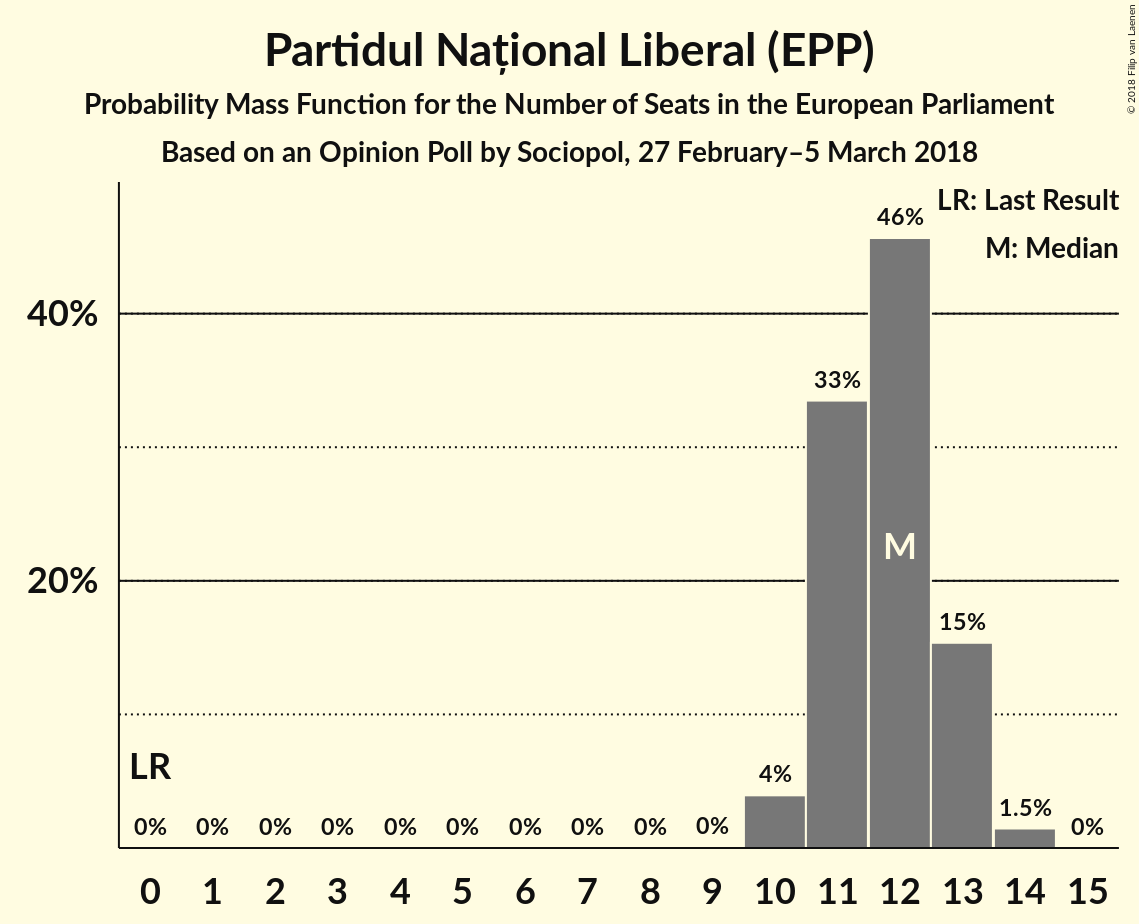 Partidul Național Liberal (EPP)
Probability Mass Function for the Number of Seats in the European Parliament
Based on an Opinion Poll by Sociopol, 27 February–5 March 2018
© 2018 Filip van Laenen
LR: Last Result
M: Median
46%
40%
33%
M
20%
15%
LR
4%
1.5%
0% 0% 0% 0% 0% 0% 0% 0% 0% 0% 0%
0 1 2 3 4 5 6 7 8 9 10 11 12 13 14 15